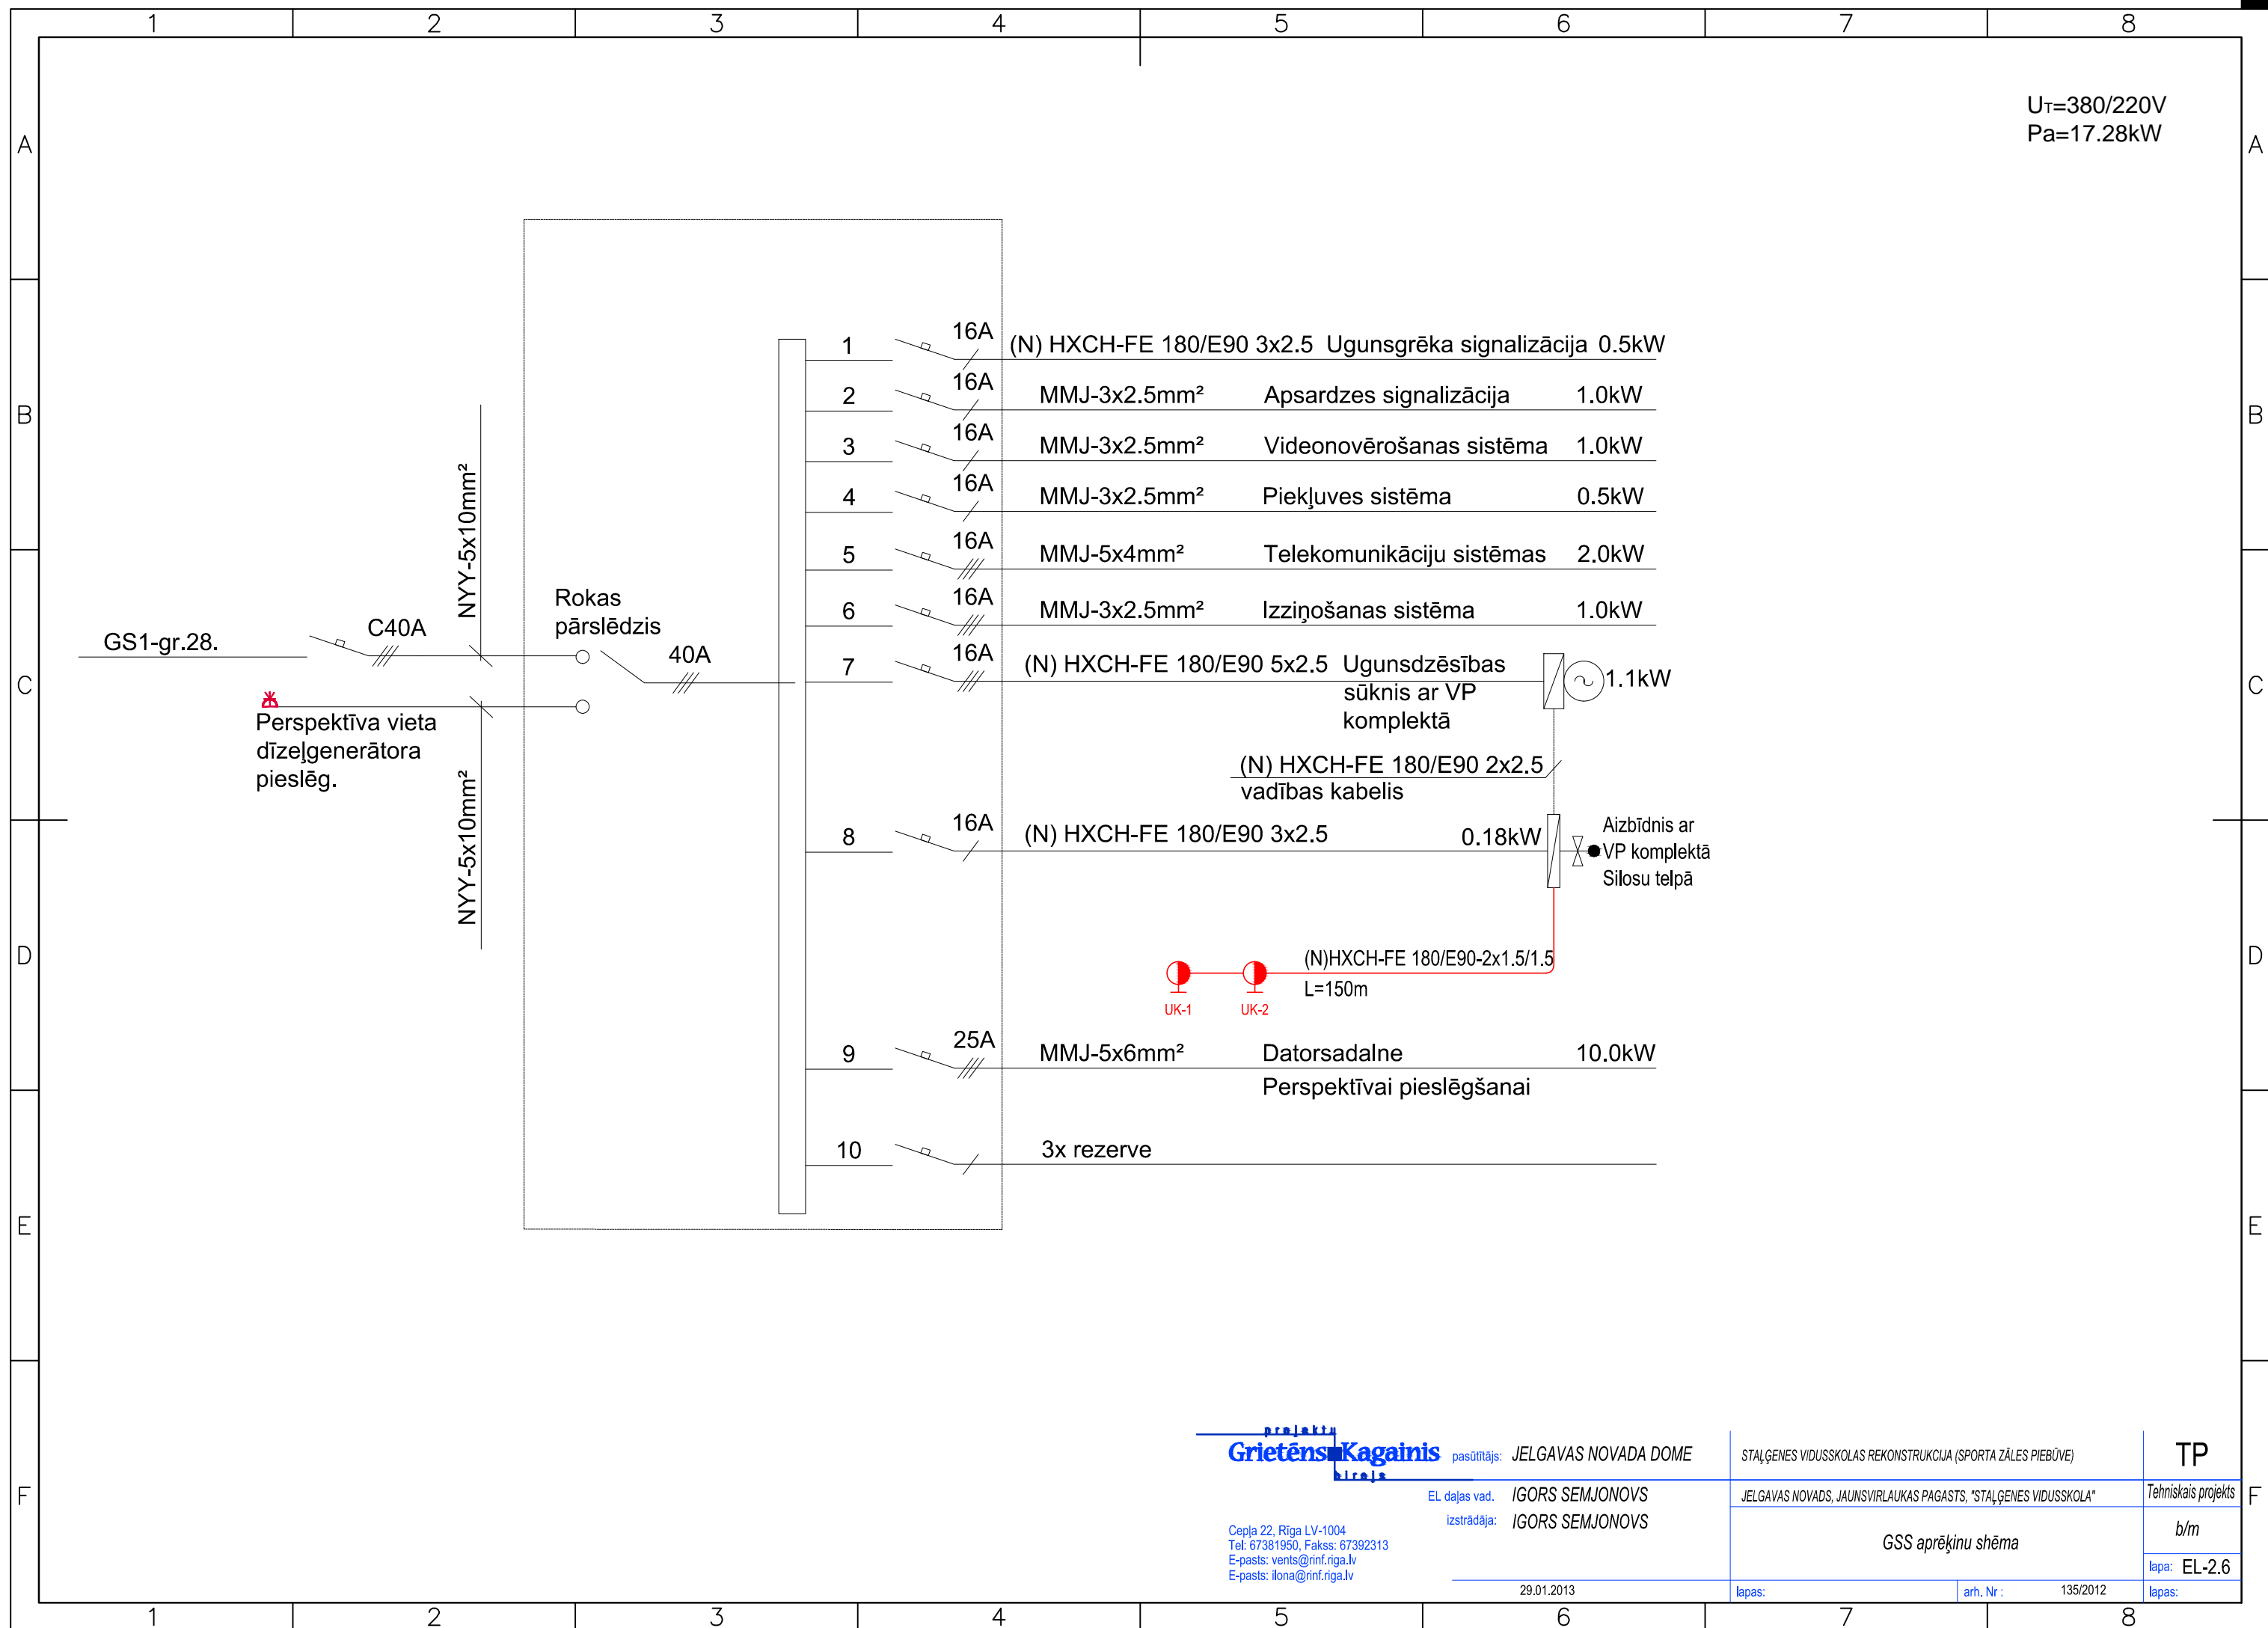 1 2 3 4 5 6 7 8
A A
B B
C C
D D
E E
F F
UT=380/220V
Pa=17.28kW
1 16A (N) HXCH-FE 180/E90 3x2.5 Ugunsgrēka signalizācija 0.5kW
2 16A MMJ-3x2.5mm² Apsardzes signalizācija 1.0kW
3 16A MMJ-3x2.5mm² Videonovērošanas sistēma 1.0kW
4 16A MMJ-3x2.5mm² Piekļuves sistēma 0.5kW
5 16A MMJ-5x4mm² Telekomunikāciju sistēmas 2.0kW
6 16A MMJ-3x2.5mm² Izziņošanas sistēma 1.0kW
7 16A (N) HXCH-FE 180/E90 5x2.5 Ugunsdzēsības
sūknis ar VP
komplektā
1.1kW
NYY-5x10mm²
GS1-gr.28.
C40A
Rokas
pārslēdzis
40A
Perspektīva vieta
dīzeļgenerātora
pieslēg.
NYY-5x10mm²
(N) HXCH-FE 180/E90 2x2.5
vadības kabelis
8 16A (N) HXCH-FE 180/E90 3x2.5 0.18kW
Aizbīdnis ar
VP komplektā
Silosu telpā
(N)HXCH-FE 180/E90-2x1.5/1.5
L=150m
UK-1 UK-2
9 25A MMJ-5x6mm² Datorsadalne 10.0kW
Perspektīvai pieslēgšanai
10 3x rezerve
projektu
Grietēns Kagainis
birojs
Cepļa 22, Rīga LV-1004
Tel: 67381950, Fakss: 67392313
E-pasts: vents@rinf.riga.lv
E-pasts: ilona@rinf.riga.lv
pasūtītājs: JELGAVAS NOVADA DOME
EL daļas vad. IGORS SEMJONOVS
izstrādāja: IGORS SEMJONOVS
29.01.2013
STAĻĢENES VIDUSSKOLAS REKONSTRUKCIJA (SPORTA ZĀLES PIEBŪVE)
JELGAVAS NOVADS, JAUNSVIRLAUKAS PAGASTS, "STAĻĢENES VIDUSSKOLA"
GSS aprēķinu shēma
lapas: arh. Nr : 135/2012
TP
Tehniskais projekts
b/m
lapa: EL-2.6
lapas:
1 2 3 4 5 6 7 8